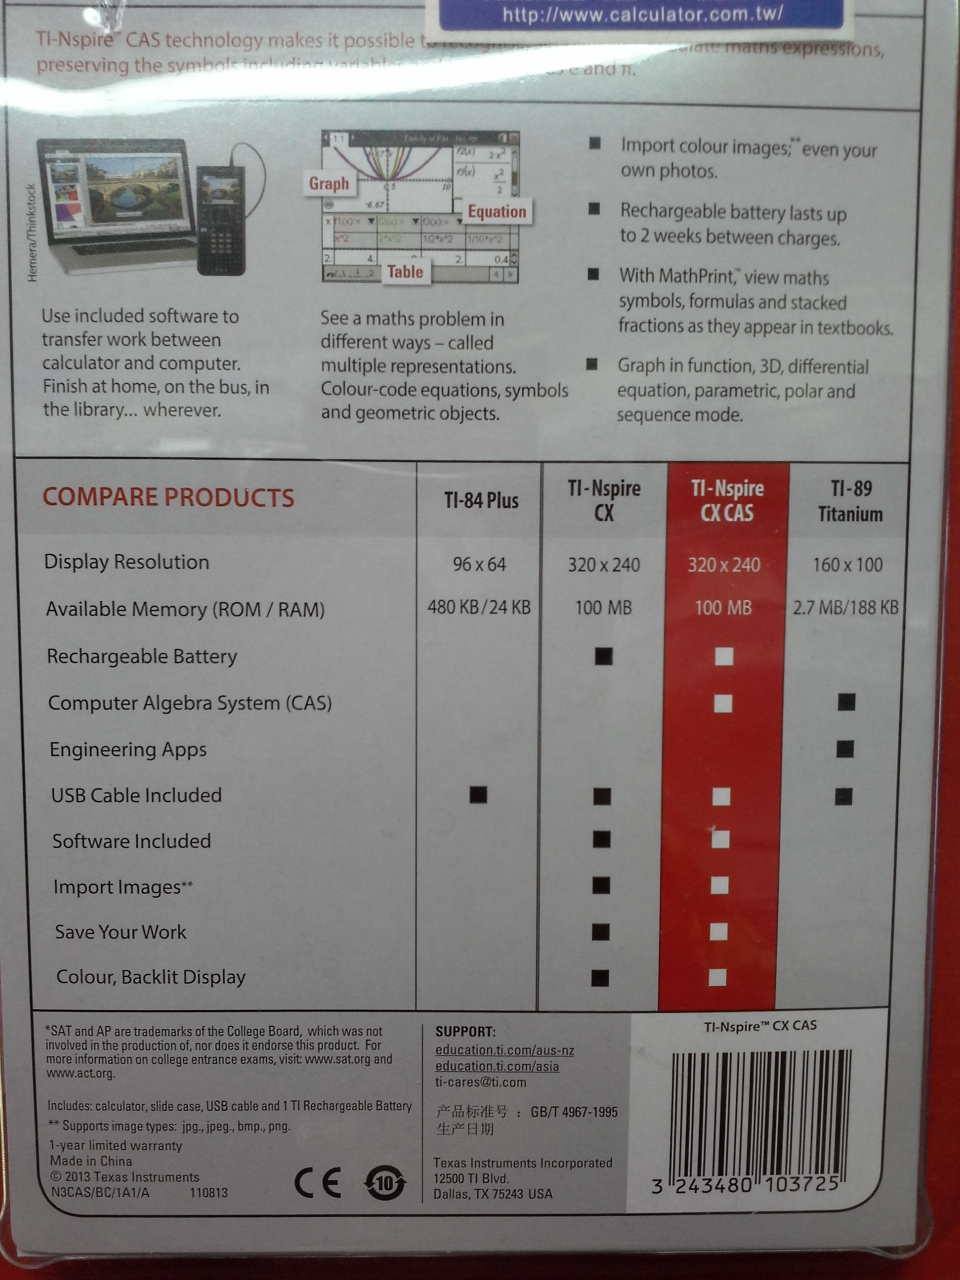 http://www.calculator.com.tw/
TI-Nspire™ CAS technology makes it possible to maths expressions,
preserving the symbols including and π.
Hemera/Thinkstock
Graph
Equation
Table
Use included software to
transfer work between
calculator and computer.
Finish at home, on the bus, in
the library... wherever.
See a maths problem in
different ways – called
multiple representations.
Colour-code equations, symbols
and geometric objects.
■ Import colour images;** even your
own photos.
■ Rechargeable battery lasts up
to 2 weeks between charges.
■ With MathPrint,™ view maths
symbols, formulas and stacked
fractions as they appear in textbooks.
■ Graph in function, 3D, differential
equation, parametric, polar and
sequence mode.
COMPARE PRODUCTS TI-84 Plus TI-Nspire CX TI-Nspire CX CAS TI-89 Titanium
Display Resolution 96 x 64 320 x 240 320 x 240 160 x 100
Available Memory (ROM / RAM) 480 KB/24 KB 100 MB 100 MB 2.7 MB/188 KB
Rechargeable Battery ■ ■
Computer Algebra System (CAS) ■ ■
Engineering Apps ■
USB Cable Included ■ ■ ■ ■
Software Included ■ ■
Import Images** ■ ■
Save Your Work ■ ■
Colour, Backlit Display ■ ■
*SAT and AP are trademarks of the College Board, which was not
involved in the production of, nor does it endorse this product. For
more information on college entrance exams, visit: www.sat.org and
www.act.org.
Includes: calculator, slide case, USB cable and 1 TI Rechargeable Battery
** Supports image types: jpg., jpeg., bmp., png.
1-year limited warranty
Made in China
© 2013 Texas Instruments
N3CAS/BC/1A1/A 110813
CE
10
SUPPORT:
education.ti.com/aus-nz
education.ti.com/asia
ti-cares@ti.com
产品标准号 : GB/T 4967-1995
生产日期
Texas Instruments Incorporated
12500 TI Blvd.
Dallas, TX 75243 USA
TI-Nspire™ CX CAS
3 243480 103725